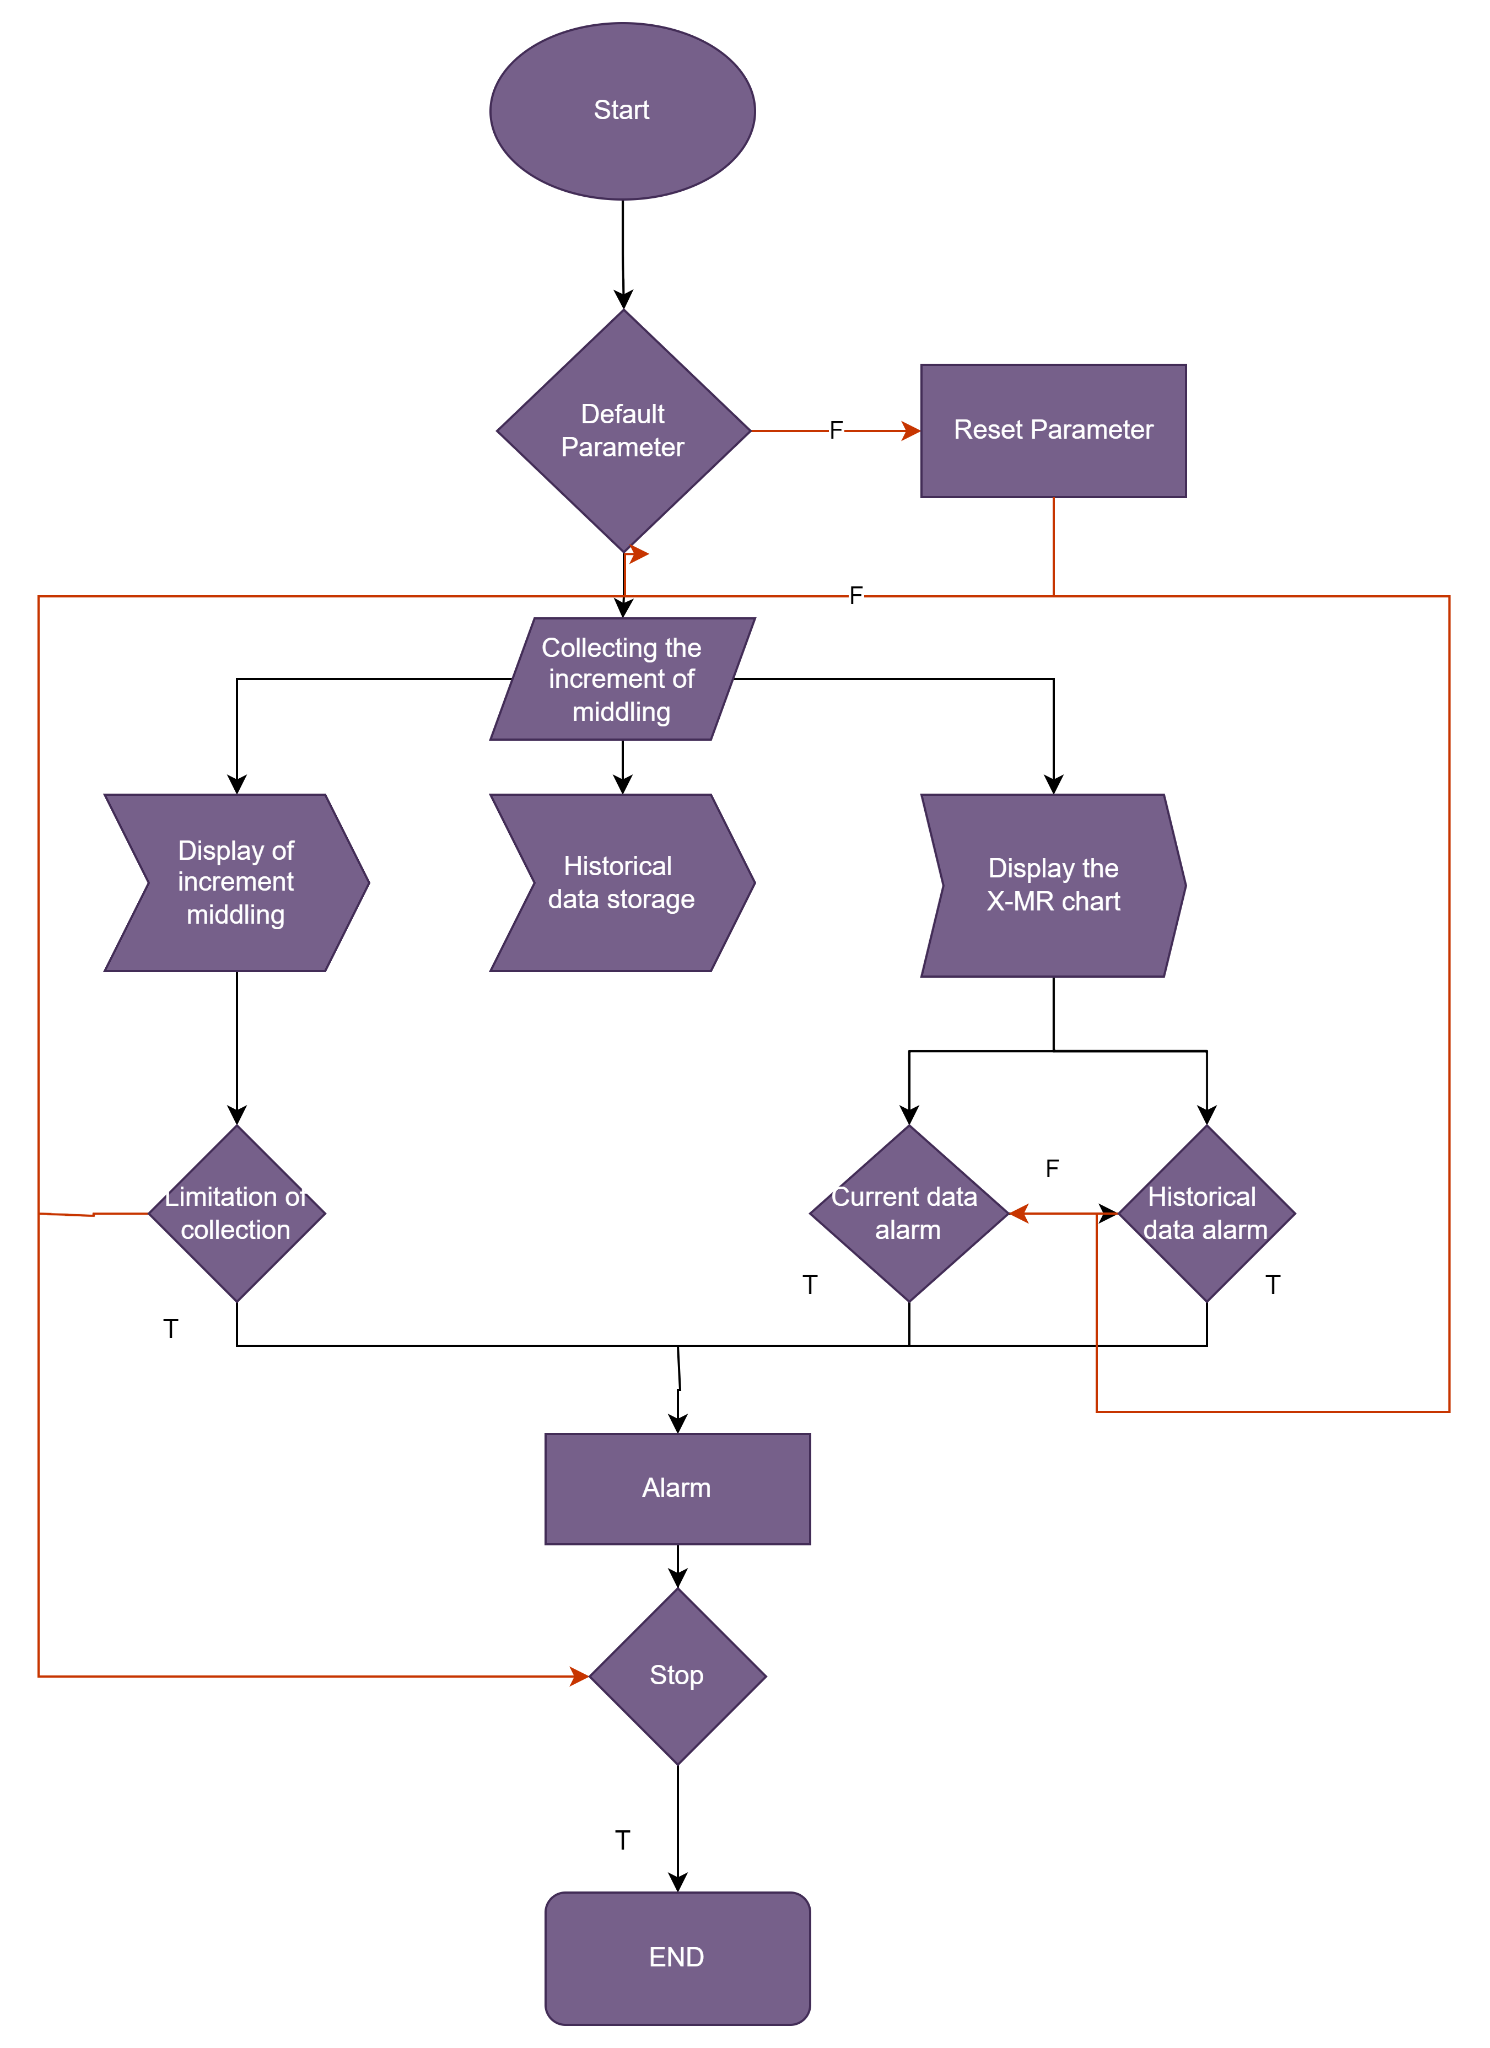 Start
Default
Parameter
F
Reset Parameter
F
Collecting the
increment of
middling
Display of
increment
middling
Historical
data storage
Display the
X-MR chart
Limitation of
collection
Current data
alarm
F
Historical
data alarm
T
T
T
Alarm
Stop
T
END